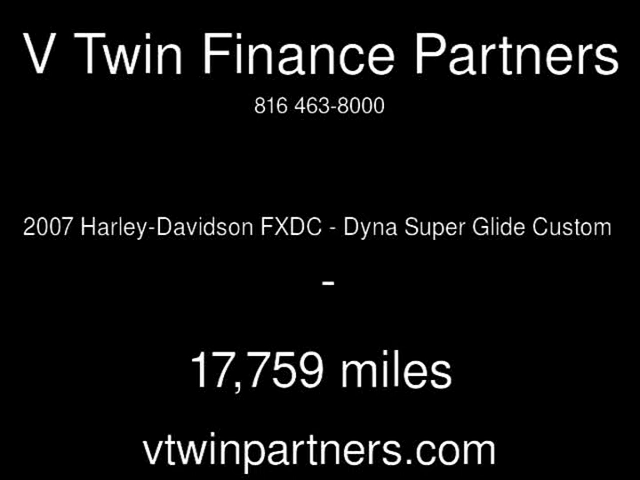 V Twin Finance Partners
816 463-8000
2007 Harley-Davidson FXDC - Dyna Super Glide Custom
-
17,759 miles
vtwinpartners.com